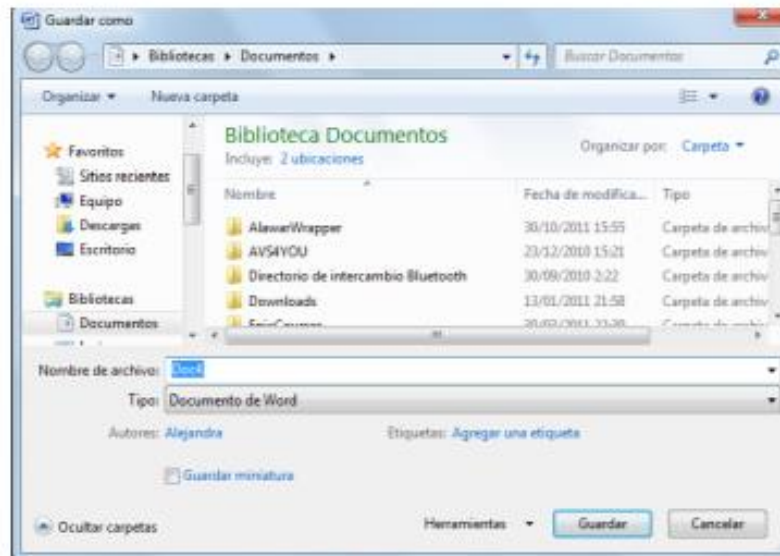 Guardar como
Bibliotecas Documentos
Buscar Documentos
Organizar Nueva carpeta
Favoritos
Sitios recientes
Equipo
Descargas
Escritorio
Bibliotecas
Documentos
Biblioteca Documentos
Incluye: 2 ubicaciones
Organizar por: Carpeta
Nombre Fecha de modifica... Tipo
AlawarWrapper 30/10/2011 15:55 Carpeta de archiv
AVS4YOU 23/12/2010 15:21 Carpeta de archiv
Directorio de intercambio Bluetooth 30/09/2010 2:22 Carpeta de archiv
Downloads 13/01/2011 21:58 Carpeta de archiv
Nombre de archivo: Doc4
Tipo: Documento de Word
Autores: Alejandra Etiquetas: Agregar una etiqueta
Guardar miniatura
Ocultar carpetas Herramientas Guardar Cancelar